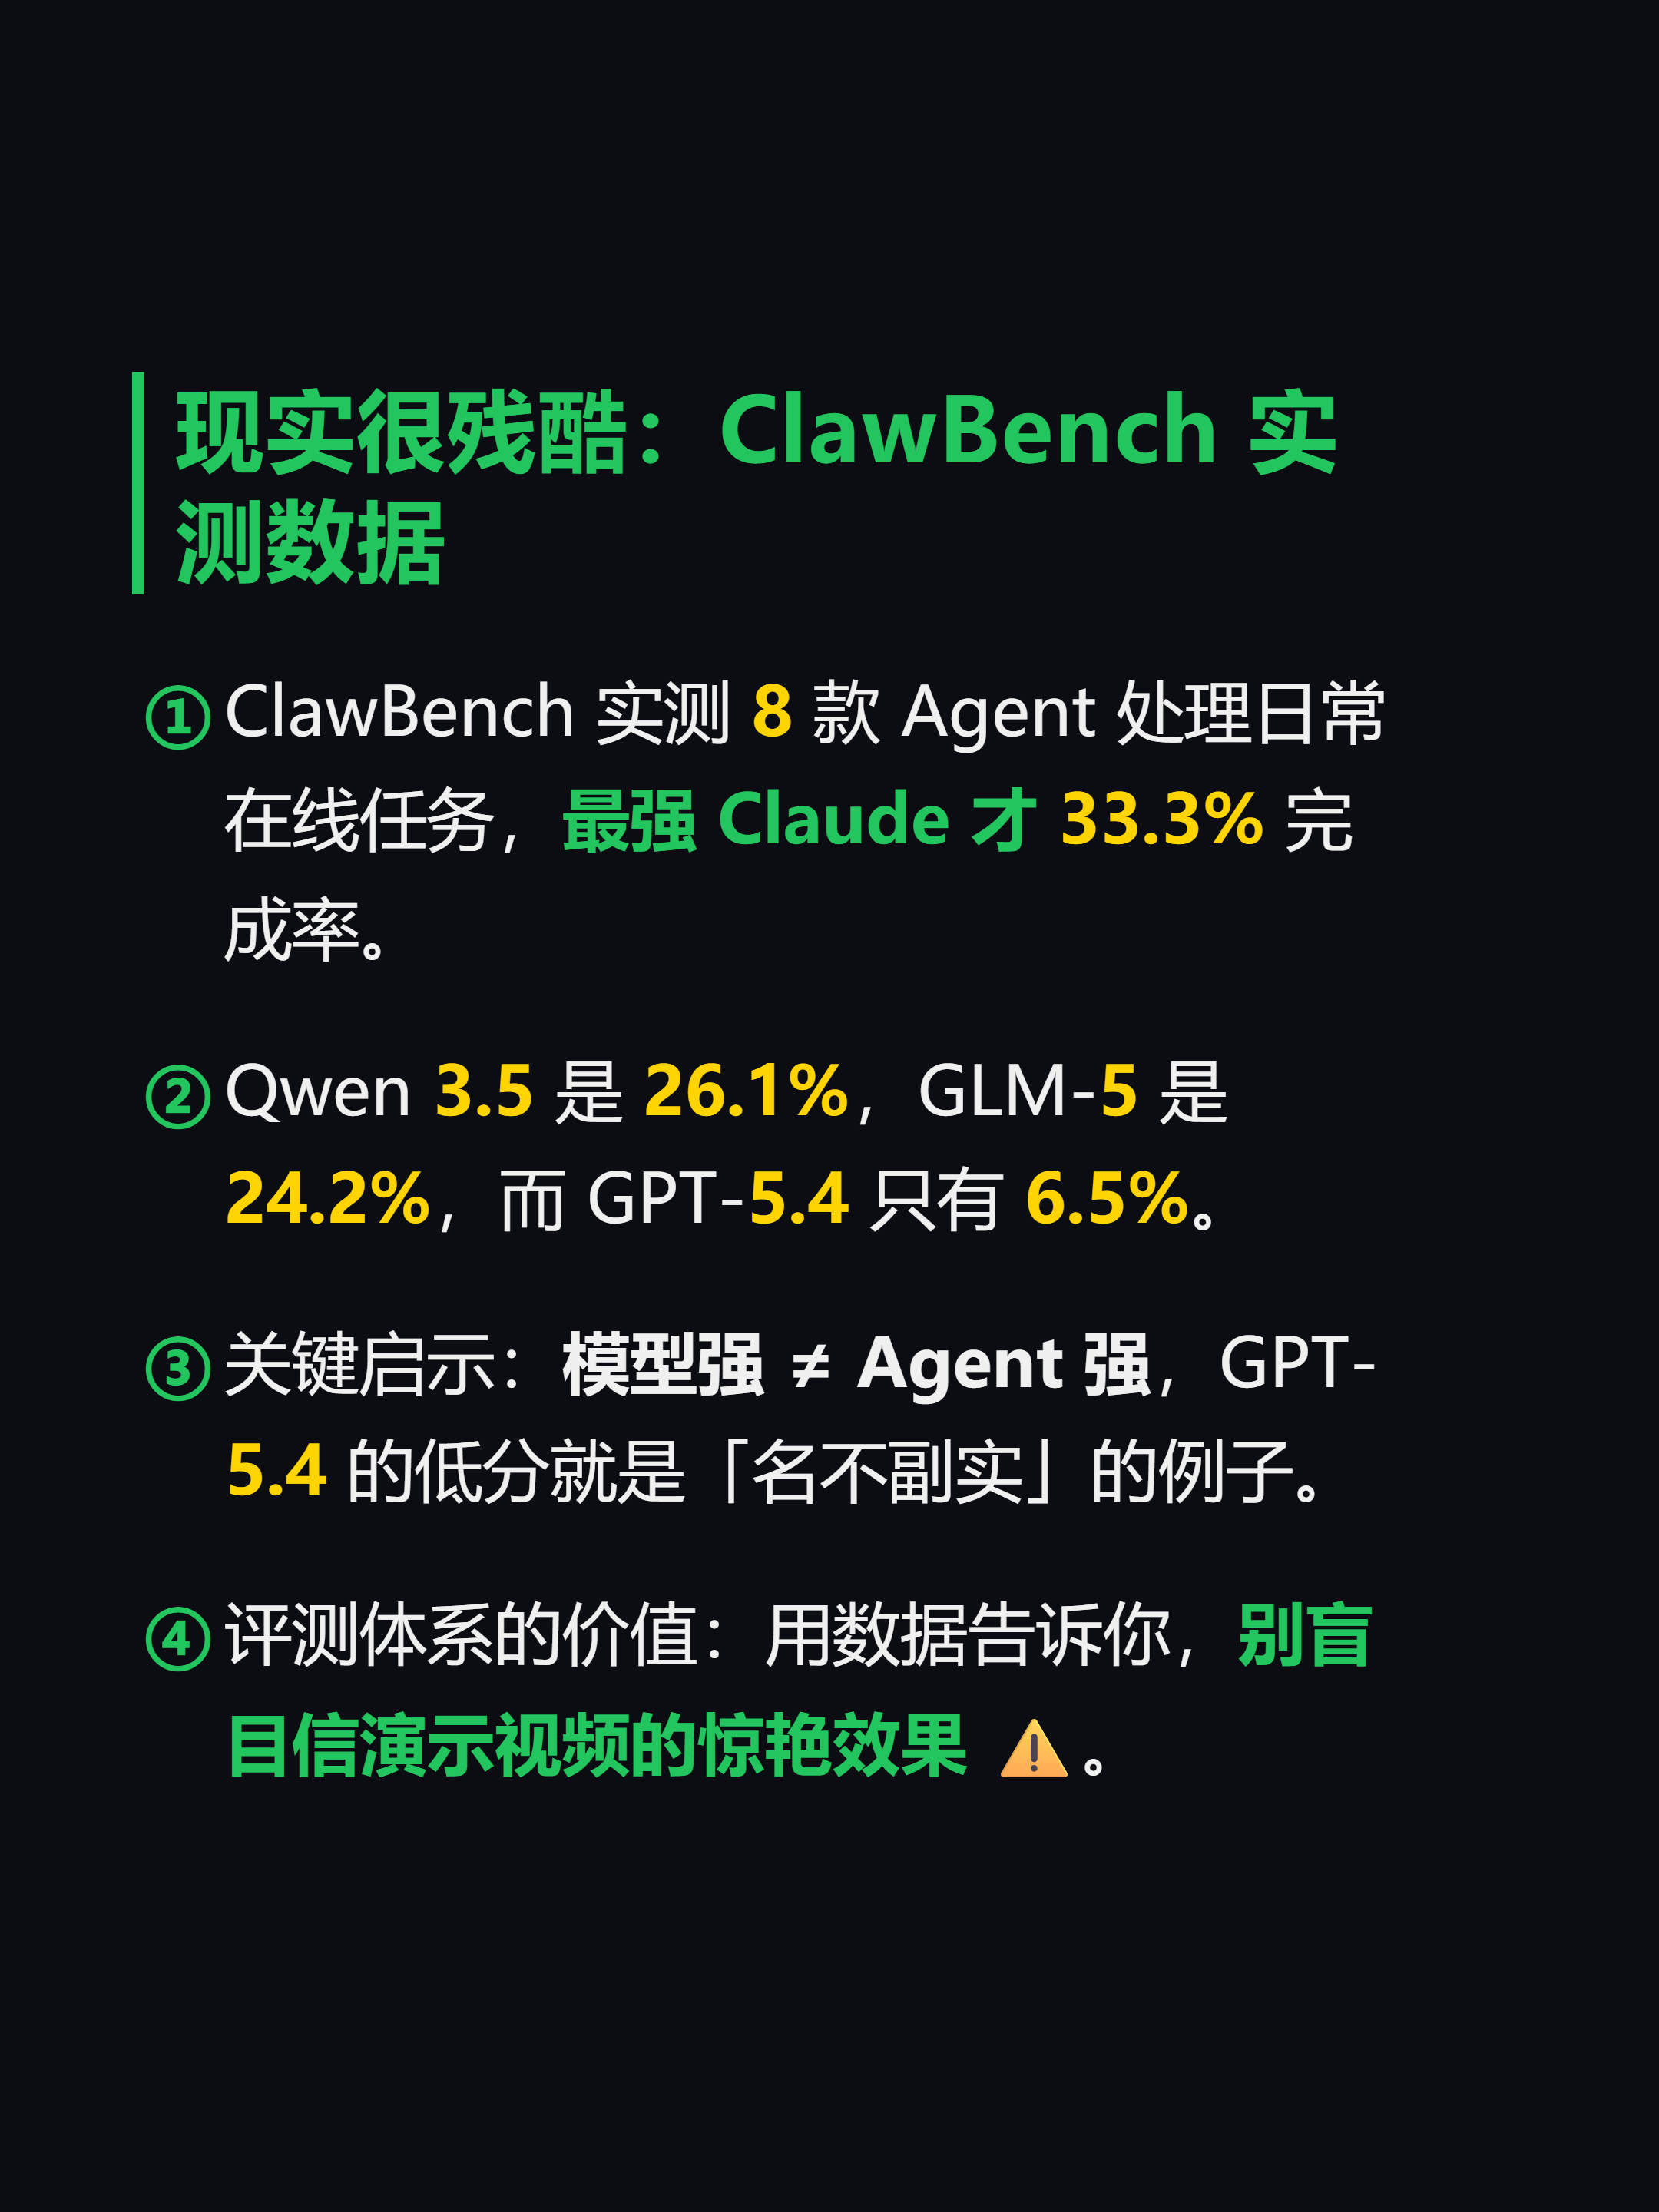 现实很残酷：ClawBench 实
测数据
① ClawBench 实测 8 款 Agent 处理日常
在线任务，最强 Claude 才 33.3% 完
成率。
② Qwen 3.5 是 26.1%，GLM-5 是
24.2%，而 GPT-5.4 只有 6.5%。
③ 关键启示：模型强 ≠ Agent 强，GPT-
5.4 的低分就是「名不副实」的例子。
④ 评测体系的价值：用数据告诉你，别盲
目信演示视频的惊艳效果 ⚠️。